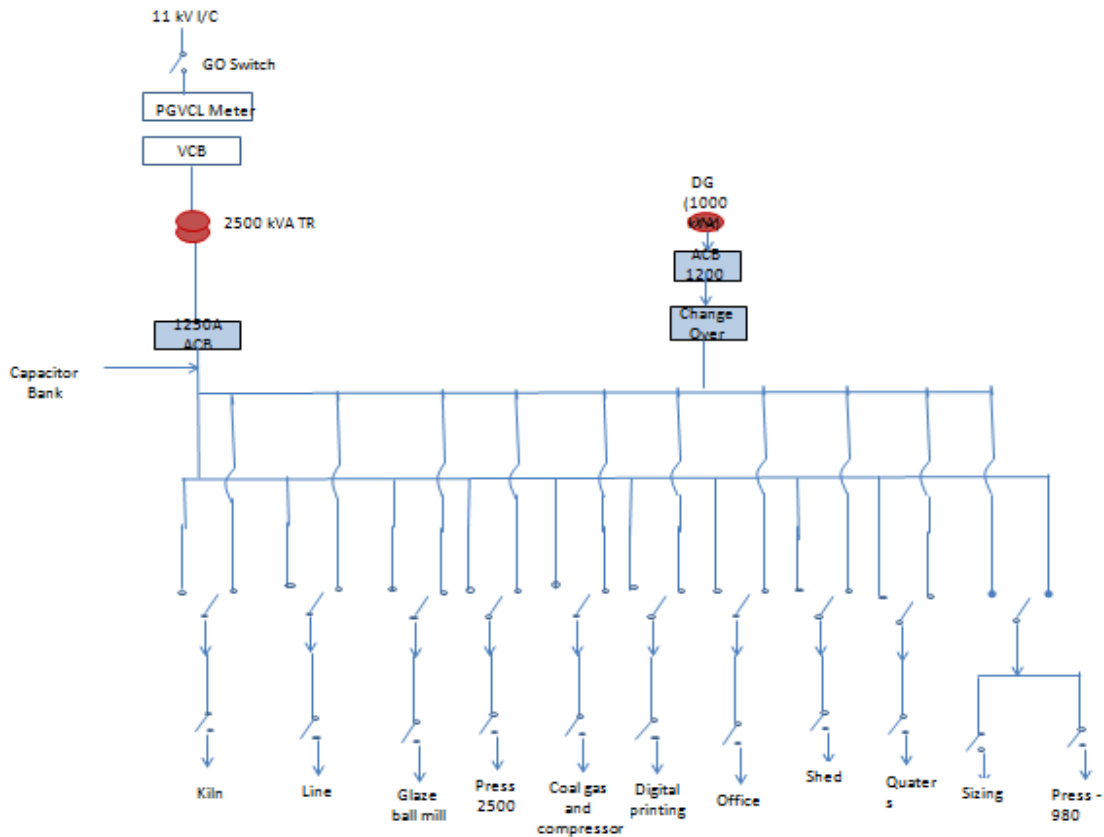 11 kV I/C
GO Switch
PGVCL Meter
VCB
2500 kVA TR
DG
(1000
ACB
1200
Change
Over
1250A
ACB
Capacitor
Bank
Kiln
Line
Glaze
ball mill
Press
2500
Coal gas
and
compressor
Digital
printing
Office
Shed
Quater
s
Sizing
Press -
980